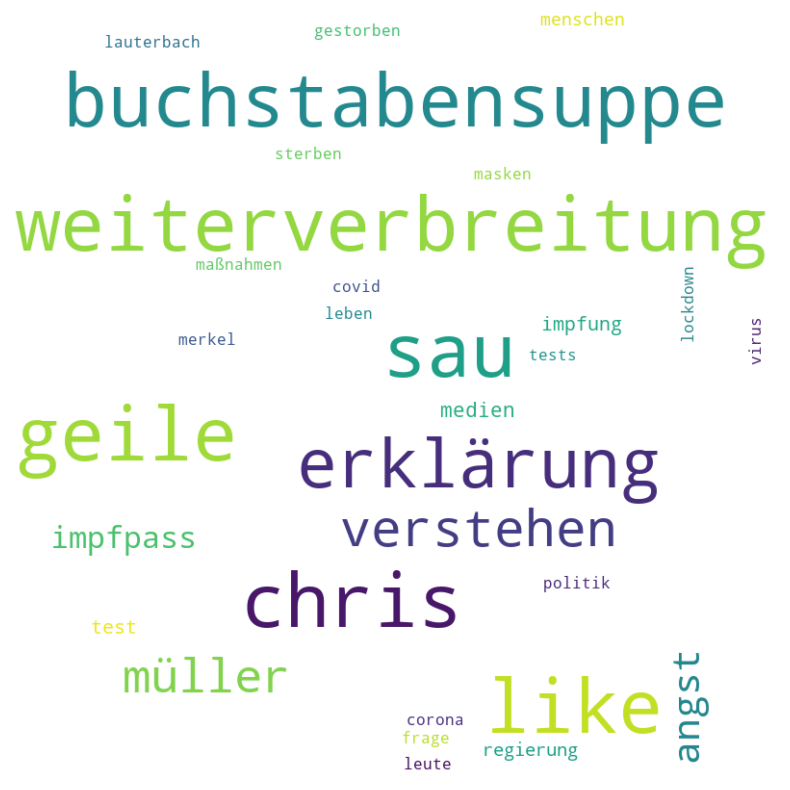 menschen
gestorben
lauterbach
buchstabensuppe
sterben
masken
weiterverbreitung
maßnahmen
covid
lockdown
leben
impfung
virus
merkel
sau
tests
medien
geile
erklärung
verstehen
impfpass
politik
chris
test
müller
angst
like
corona
frage
regierung
leute